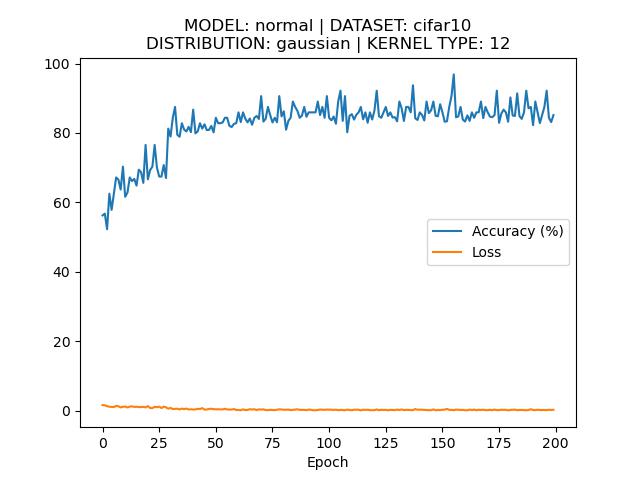 MODEL: normal | DATASET: cifar10
DISTRIBUTION: gaussian | KERNEL TYPE: 12
100
80
60
40
20
0
Accuracy (%)
Loss
0 25 50 75 100 125 150 175 200
Epoch